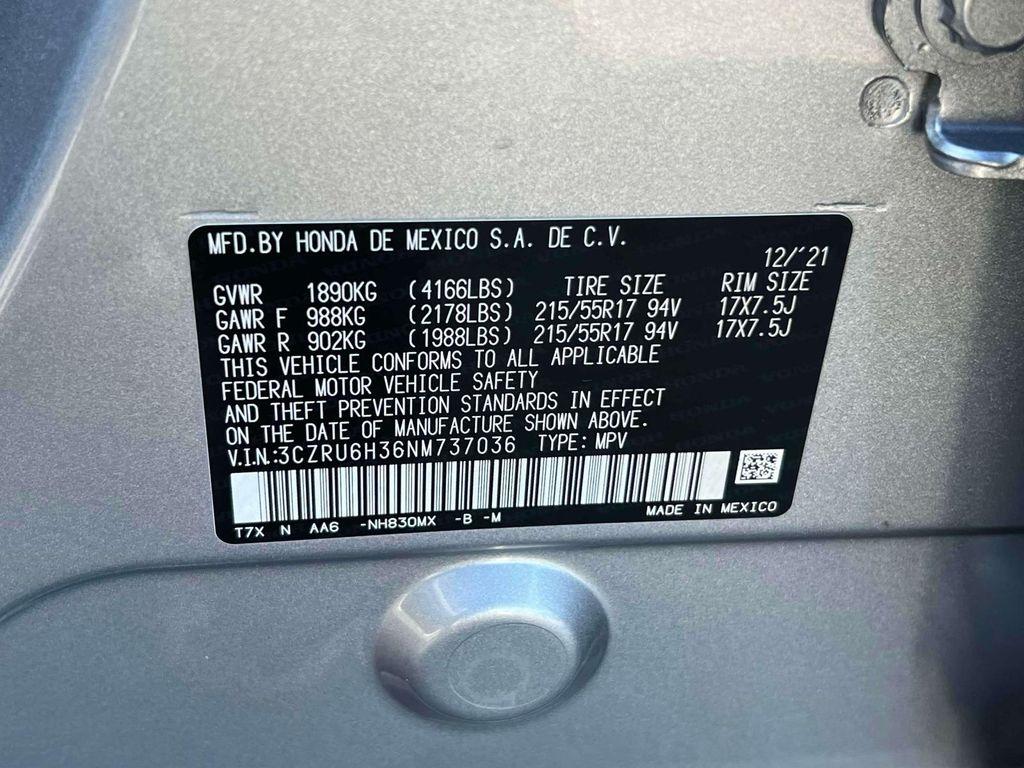 MFD.BY HONDA DE MEXICO S.A. DE C.V.
12/'21
GVWR 1890KG (4166LBS) TIRE SIZE RIM SIZE
GAWR F 988KG (2178LBS) 215/55R17 94V 17X7.5J
GAWR R 902KG (1988LBS) 215/55R17 94V 17X7.5J
THIS VEHICLE CONFORMS TO ALL APPLICABLE
FEDERAL MOTOR VEHICLE SAFETY
AND THEFT PREVENTION STANDARDS IN EFFECT
ON THE DATE OF MANUFACTURE SHOWN ABOVE.
V.I.N.:3CZRU6H36NM737036 TYPE: MPV
T7X N AA6 -NH830MX -B -M MADE IN MEXICO